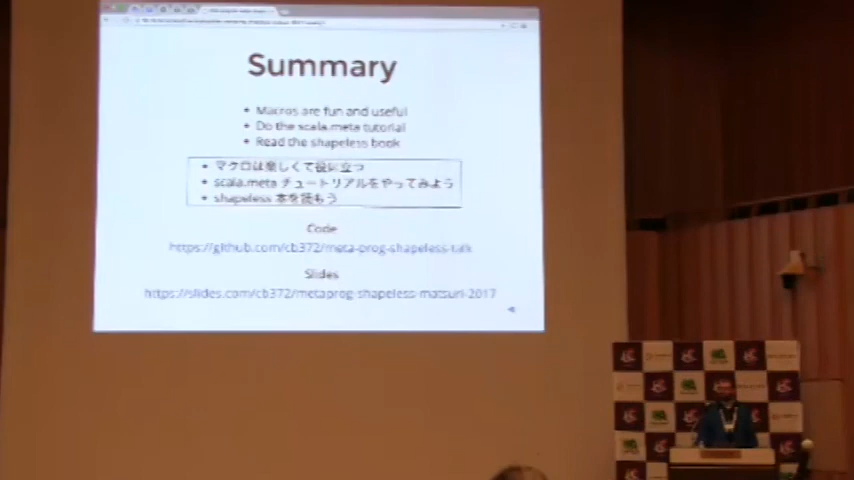 Summary
• Macros are fun and useful
• Do the scala.meta tutorial
• Read the shapeless book
• マクロは楽しくて役に立つ
• scala.meta チュートリアルをやってみよう
• shapeless 本を読もう
Code
https://github.com/cb372/meta-prog-shapeless-talk
Slides
https://slides.com/cb372/metaprog-shapeless-matsuri-2017